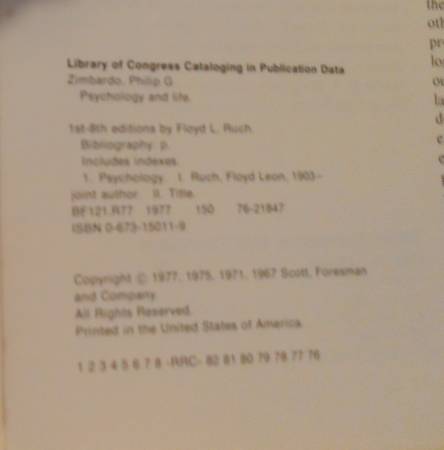 Library of Congress Cataloging in Publication Data
Zimbardo, Philip G
Psychology and life.
1st-8th editions by Floyd L. Ruch.
Bibliography: p.
Includes indexes.
1. Psychology. I. Ruch, Floyd Leon, 1903-
joint author. II. Title.
BF121.R77 1977 150 76-21847
ISBN 0-673-15011-9
Copyright © 1977, 1975, 1971, 1967 Scott, Foresman
and Company.
All Rights Reserved.
Printed in the United States of America.
1 2 3 4 5 6 7 8 -RRC- 82 81 80 79 78 77 76